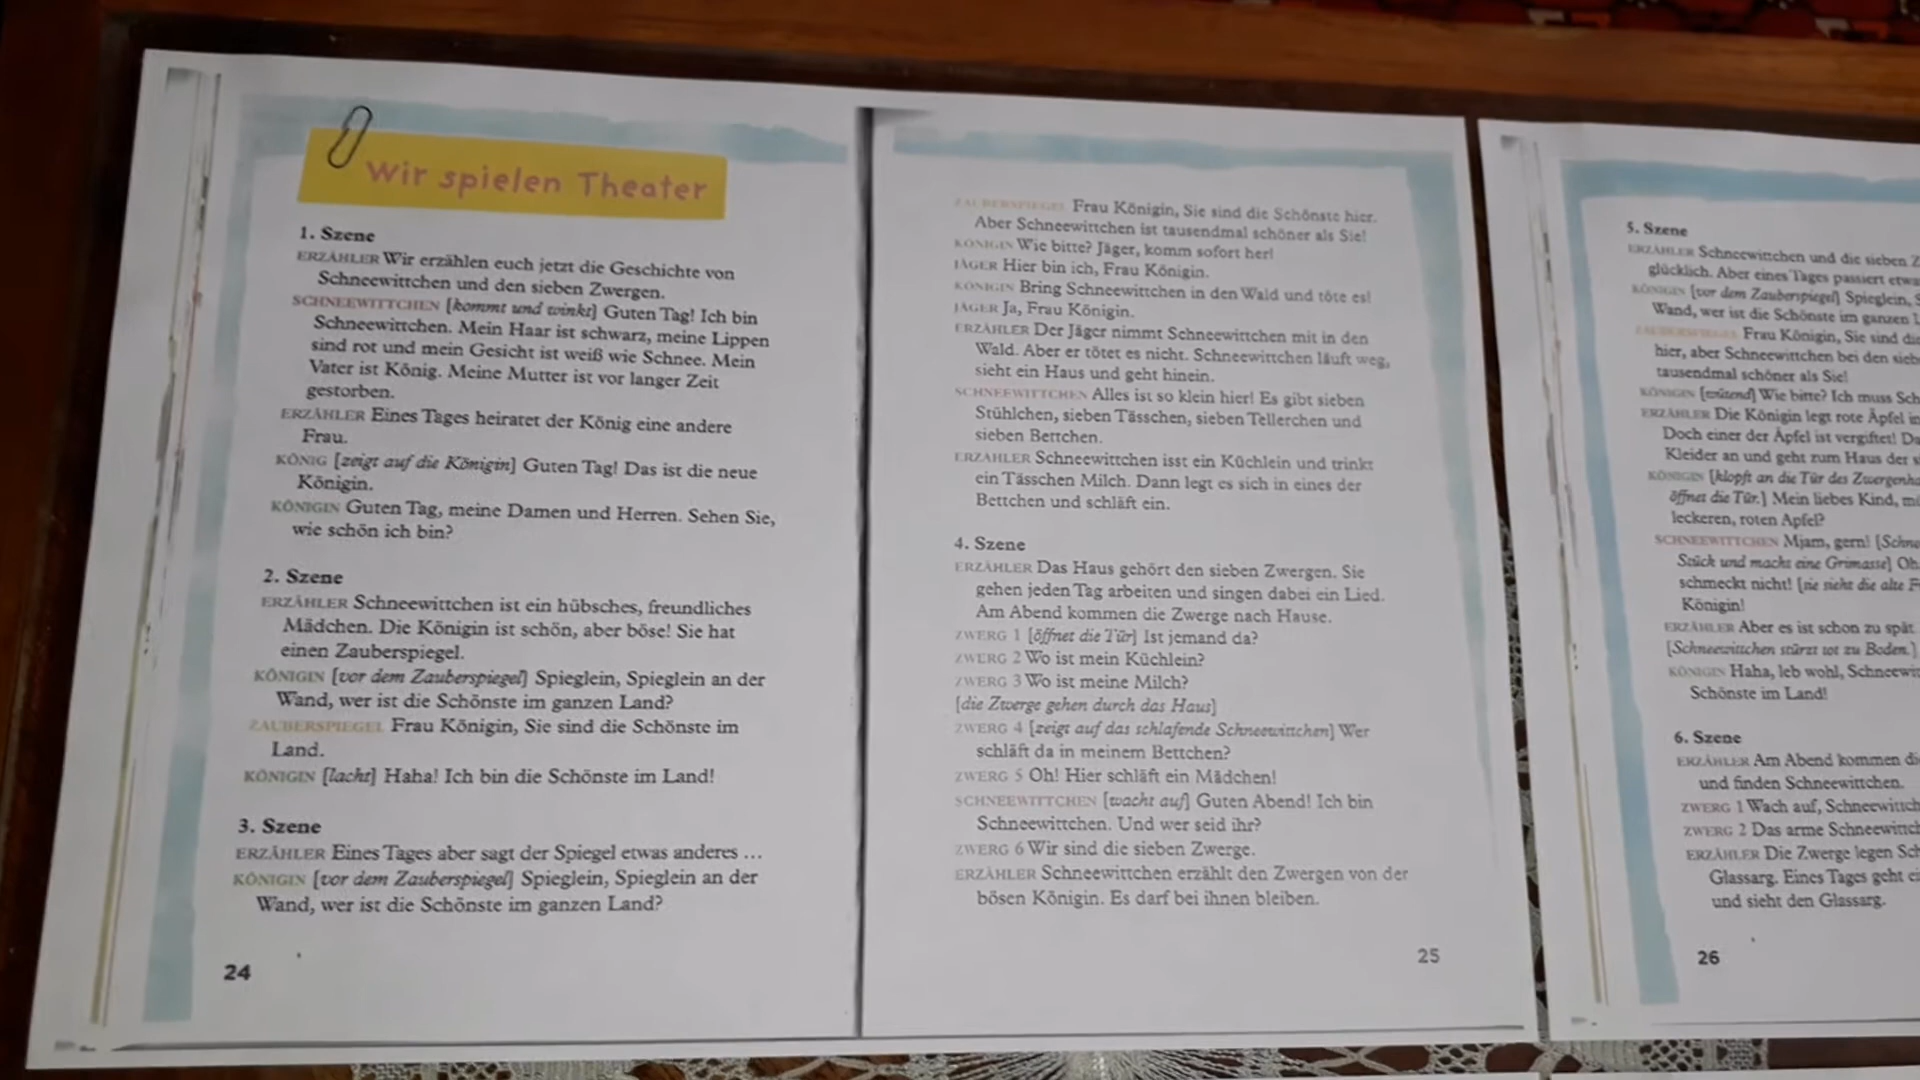 Wir spielen Theater
1. Szene
ERZÄHLER Wir erzählen euch jetzt die Geschichte von
Schneewittchen und den sieben Zwergen.
SCHNEEWITTCHEN [kommt und winkt] Guten Tag! Ich bin
Schneewittchen. Mein Haar ist schwarz, meine Lippen
sind rot und mein Gesicht ist weiß wie Schnee. Mein
Vater ist König. Meine Mutter ist vor langer Zeit
gestorben.
ERZÄHLER Eines Tages heiratet der König eine andere
Frau.
KÖNIG [zeigt auf die Königin] Guten Tag! Das ist die neue
Königin.
KÖNIGIN Guten Tag, meine Damen und Herren. Sehen Sie,
wie schön ich bin?
2. Szene
ERZÄHLER Schneewittchen ist ein hübsches, freundliches
Mädchen. Die Königin ist schön, aber böse! Sie hat
einen Zauberspiegel.
KÖNIGIN [vor dem Zauberspiegel] Spieglein, Spieglein an der
Wand, wer ist die Schönste im ganzen Land?
ZAUBERSPIEGEL Frau Königin, Sie sind die Schönste im
Land.
KÖNIGIN [lacht] Haha! Ich bin die Schönste im Land!
3. Szene
ERZÄHLER Eines Tages aber sagt der Spiegel etwas anderes ...
KÖNIGIN [vor dem Zauberspiegel] Spieglein, Spieglein an der
Wand, wer ist die Schönste im ganzen Land?
24
ZAUBERSPIEGEL Frau Königin, Sie sind die Schönste hier.
Aber Schneewittchen ist tausendmal schöner als Sie!
KÖNIGIN Wie bitte? Jäger, komm sofort her!
JÄGER Hier bin ich, Frau Königin.
KÖNIGIN Bring Schneewittchen in den Wald und töte es!
JÄGER Ja, Frau Königin.
ERZÄHLER Der Jäger nimmt Schneewittchen mit in den
Wald. Aber er tötet es nicht. Schneewittchen läuft weg,
sieht ein Haus und geht hinein.
SCHNEEWITTCHEN Alles ist so klein hier! Es gibt sieben
Stühlchen, sieben Tässchen, sieben Tellerchen und
sieben Bettchen.
ERZÄHLER Schneewittchen isst ein Küchlein und trinkt
ein Tässchen Milch. Dann legt es sich in eines der
Bettchen und schläft ein.
4. Szene
ERZÄHLER Das Haus gehört den sieben Zwergen. Sie
gehen jeden Tag arbeiten und singen dabei ein Lied.
Am Abend kommen die Zwerge nach Hause.
ZWERG 1 [öffnet die Tür] Ist jemand da?
ZWERG 2 Wo ist mein Küchlein?
ZWERG 3 Wo ist meine Milch?
[die Zwerge gehen durch das Haus]
ZWERG 4 [zeigt auf das schlafende Schneewittchen] Wer
schläft da in meinem Bettchen?
ZWERG 5 Oh! Hier schläft ein Mädchen!
SCHNEEWITTCHEN [wacht auf] Guten Abend! Ich bin
Schneewittchen. Und wer seid ihr?
ZWERG 6 Wir sind die sieben Zwerge.
ERZÄHLER Schneewittchen erzählt den Zwergen von der
bösen Königin. Es darf bei ihnen bleiben.
25
5. Szene
ERZÄHLER Schneewittchen und die sieben
glücklich. Aber eines Tages passiert
KÖNIGIN [vor dem Zauberspiegel] Spieglein,
Wand, wer ist die Schönste im ganzen
ZAUBERSPIEGEL Frau Königin, Sie sind
hier, aber Schneewittchen bei den
tausendmal schöner als Sie!
KÖNIGIN [wütend] Wie bitte? Ich muss
ERZÄHLER Die Königin legt rote Äpfel
Doch einer der Äpfel ist vergiftet!
Kleider an und geht zum Haus der
KÖNIGIN [klopft an die Tür des
öffnet die Tür.] Mein liebes Kind,
leckeren, roten Apfel?
SCHNEEWITTCHEN Mjam, gern!
Stück und macht eine Grimasse]
schmeckt nicht! [sie sieht die alte
Königin!
ERZÄHLER Aber es ist schon zu spät
[Schneewittchen stürzt tot zu Boden.]
KÖNIGIN Haha, leb wohl,
Schönste im Land!
6. Szene
ERZÄHLER Am Abend kommen
und finden Schneewittchen.
ZWERG 1 Wach auf,
ZWERG 2 Das arme
ERZÄHLER Die Zwerge legen
Glassarg. Eines Tages geht
und sieht den Glassarg.
26